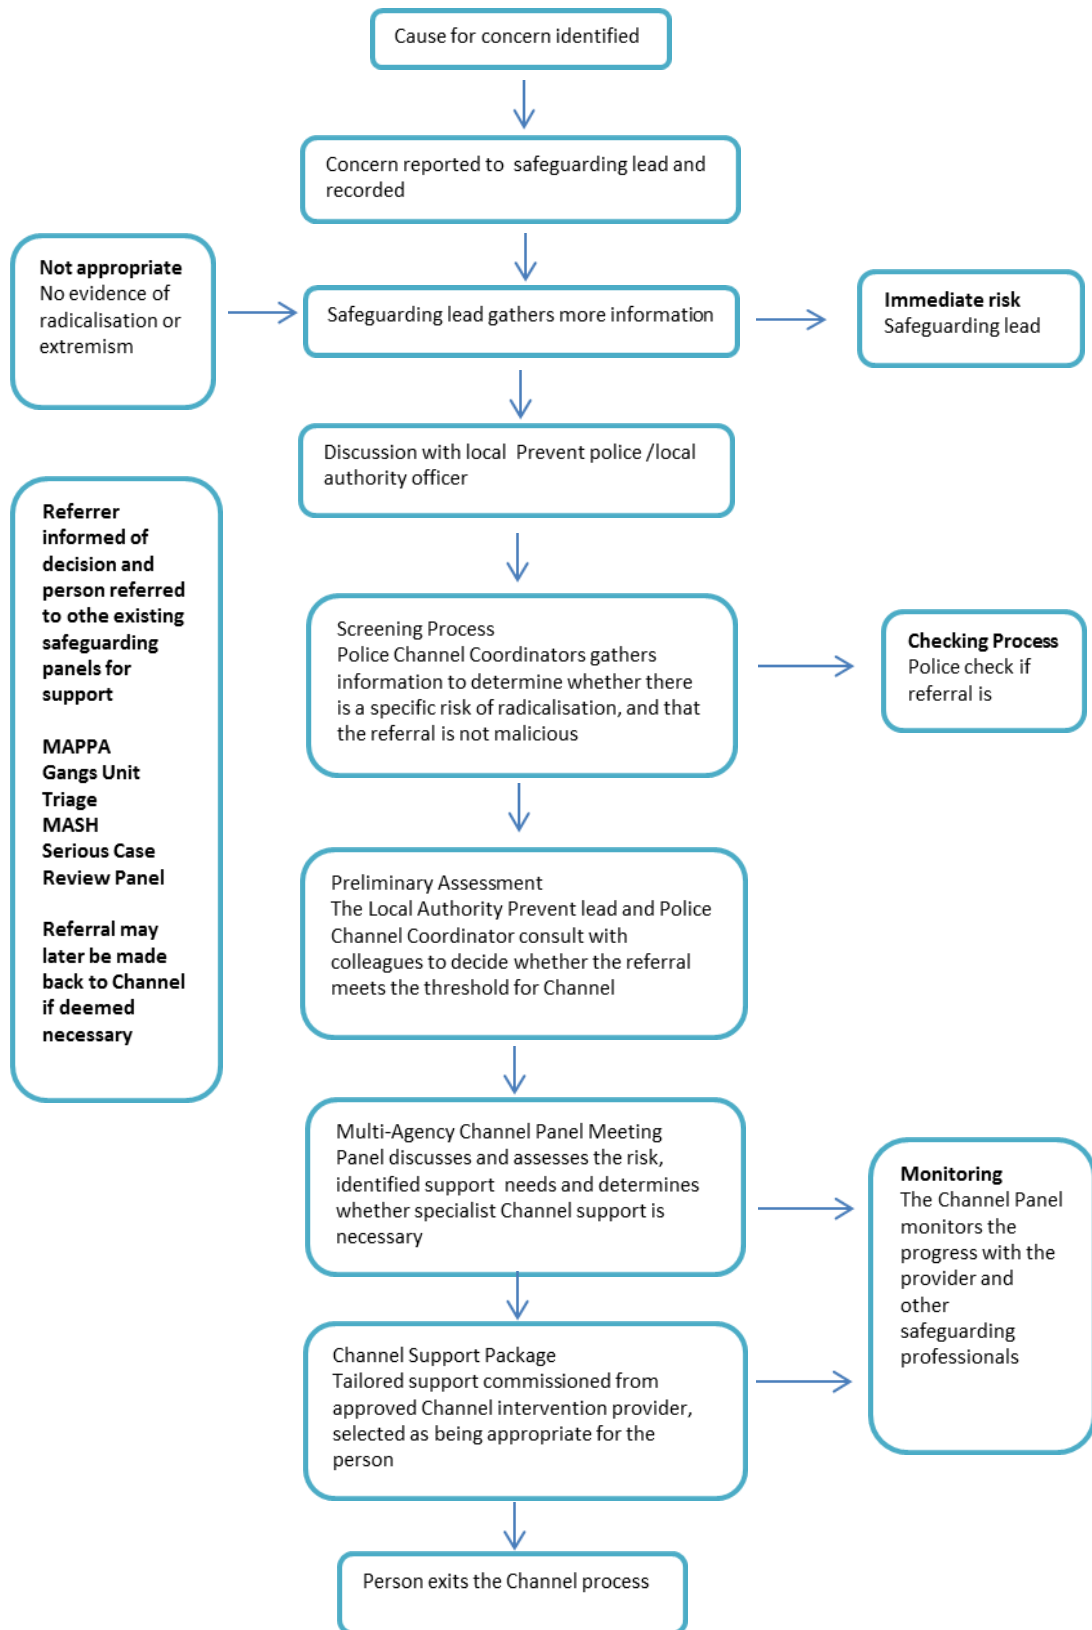 Cause for concern identified
Concern reported to safeguarding lead and
recorded
Not appropriate
No evidence of
radicalisation or
extremism
Safeguarding lead gathers more information
Immediate risk
Safeguarding lead
Discussion with local Prevent police /local
authority officer
Referrer
informed of
decision and
person referred
to othe existing
safeguarding
panels for
support
MAPPA
Gangs Unit
Triage
MASH
Serious Case
Review Panel
Referral may
later be made
back to Channel
if deemed
necessary
Screening Process
Police Channel Coordinators gathers
information to determine whether there
is a specific risk of radicalisation, and that
the referral is not malicious
Checking Process
Police check if
referral is
Preliminary Assessment
The Local Authority Prevent lead and Police
Channel Coordinator consult with
colleagues to decide whether the referral
meets the threshold for Channel
Multi-Agency Channel Panel Meeting
Panel discusses and assesses the risk,
identified support needs and determines
whether specialist Channel support is
necessary
Monitoring
The Channel Panel
monitors the
progress with the
provider and
other
safeguarding
professionals
Channel Support Package
Tailored support commissioned from
approved Channel intervention provider,
selected as being appropriate for the
person
Person exits the Channel process